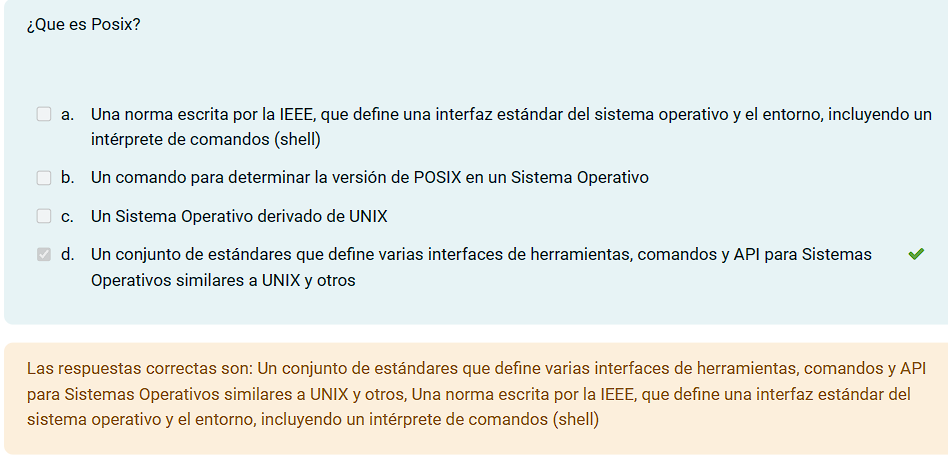 ¿Que es Posix?
a. Una norma escrita por la IEEE, que define una interfaz estándar del sistema operativo y el entorno, incluyendo un
intérprete de comandos (shell)
b. Un comando para determinar la versión de POSIX en un Sistema Operativo
c. Un Sistema Operativo derivado de UNIX
d. Un conjunto de estándares que define varias interfaces de herramientas, comandos y API para Sistemas
Operativos similares a UNIX y otros
Las respuestas correctas son: Un conjunto de estándares que define varias interfaces de herramientas, comandos y API
para Sistemas Operativos similares a UNIX y otros, Una norma escrita por la IEEE, que define una interfaz estándar del
sistema operativo y el entorno, incluyendo un intérprete de comandos (shell)